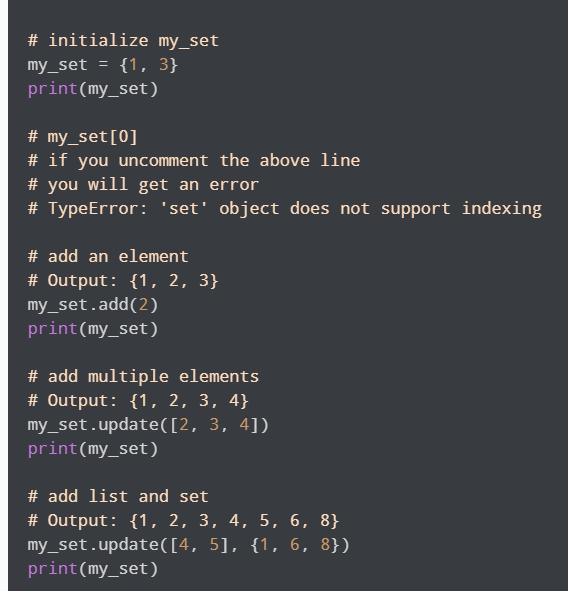 # initialize my_set
my_set = {1, 3}
print(my_set)
# my_set[0]
# if you uncomment the above line
# you will get an error
# TypeError: 'set' object does not support indexing
# add an element
# Output: {1, 2, 3}
my_set.add(2)
print(my_set)
# add multiple elements
# Output: {1, 2, 3, 4}
my_set.update([2, 3, 4])
print(my_set)
# add list and set
# Output: {1, 2, 3, 4, 5, 6, 8}
my_set.update([4, 5], {1, 6, 8})
print(my_set)